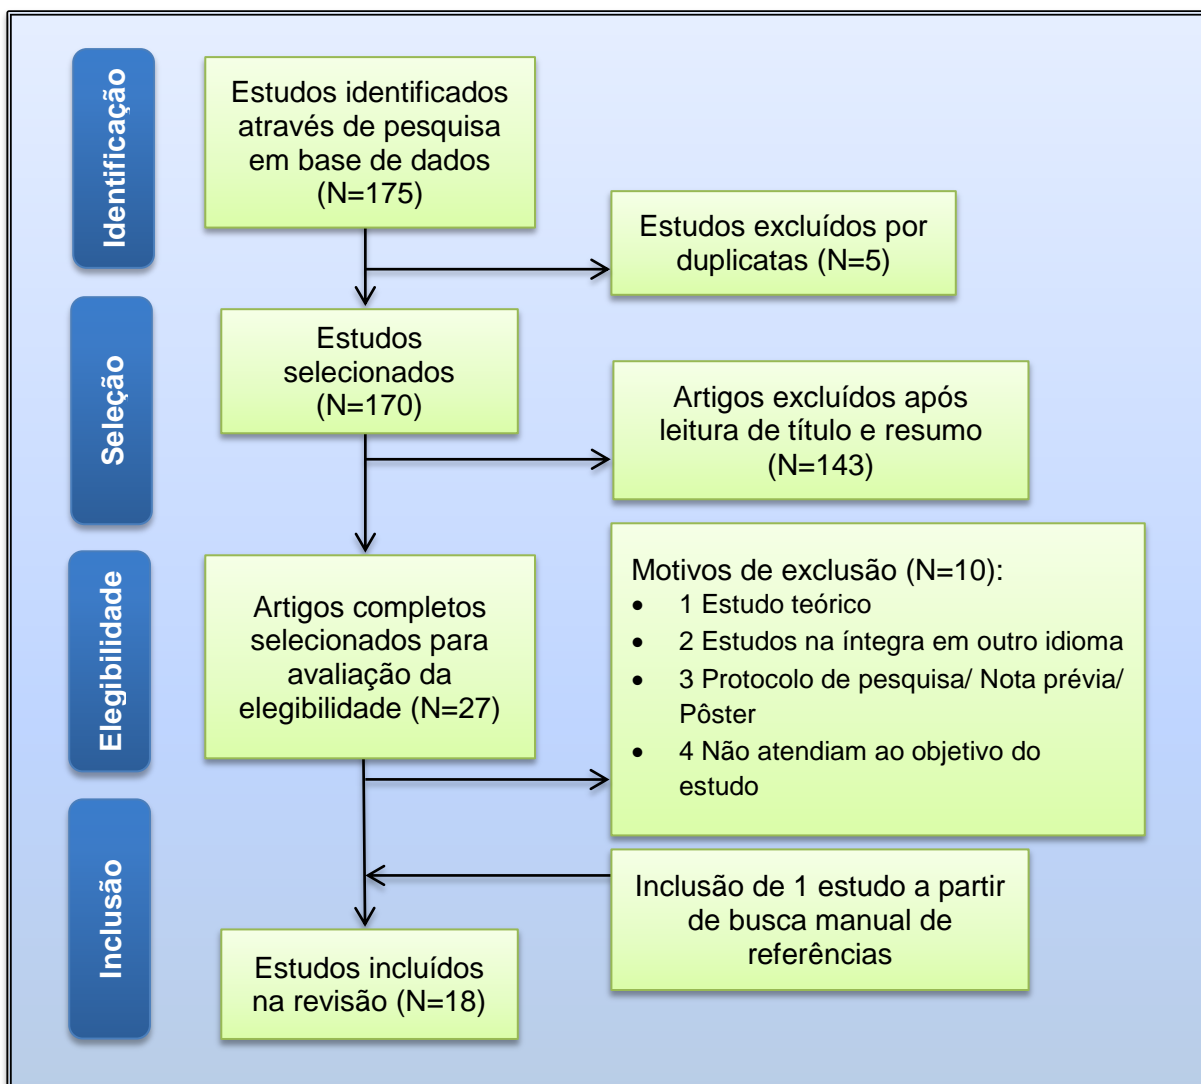 Identificação
Estudos identificados
através de pesquisa
em base de dados
(N=175)
Estudos excluídos por
duplicatas (N=5)
Seleção
Estudos
selecionados
(N=170)
Artigos excluídos após
leitura de título e resumo
(N=143)
Elegibilidade
Artigos completos
selecionados para
avaliação da
elegibilidade (N=27)
Motivos de exclusão (N=10):
• 1 Estudo teórico
• 2 Estudos na íntegra em outro idioma
• 3 Protocolo de pesquisa/ Nota prévia/
Pôster
• 4 Não atendiam ao objetivo do
estudo
Inclusão
Inclusão de 1 estudo a partir
de busca manual de
referências
Estudos incluídos
na revisão (N=18)